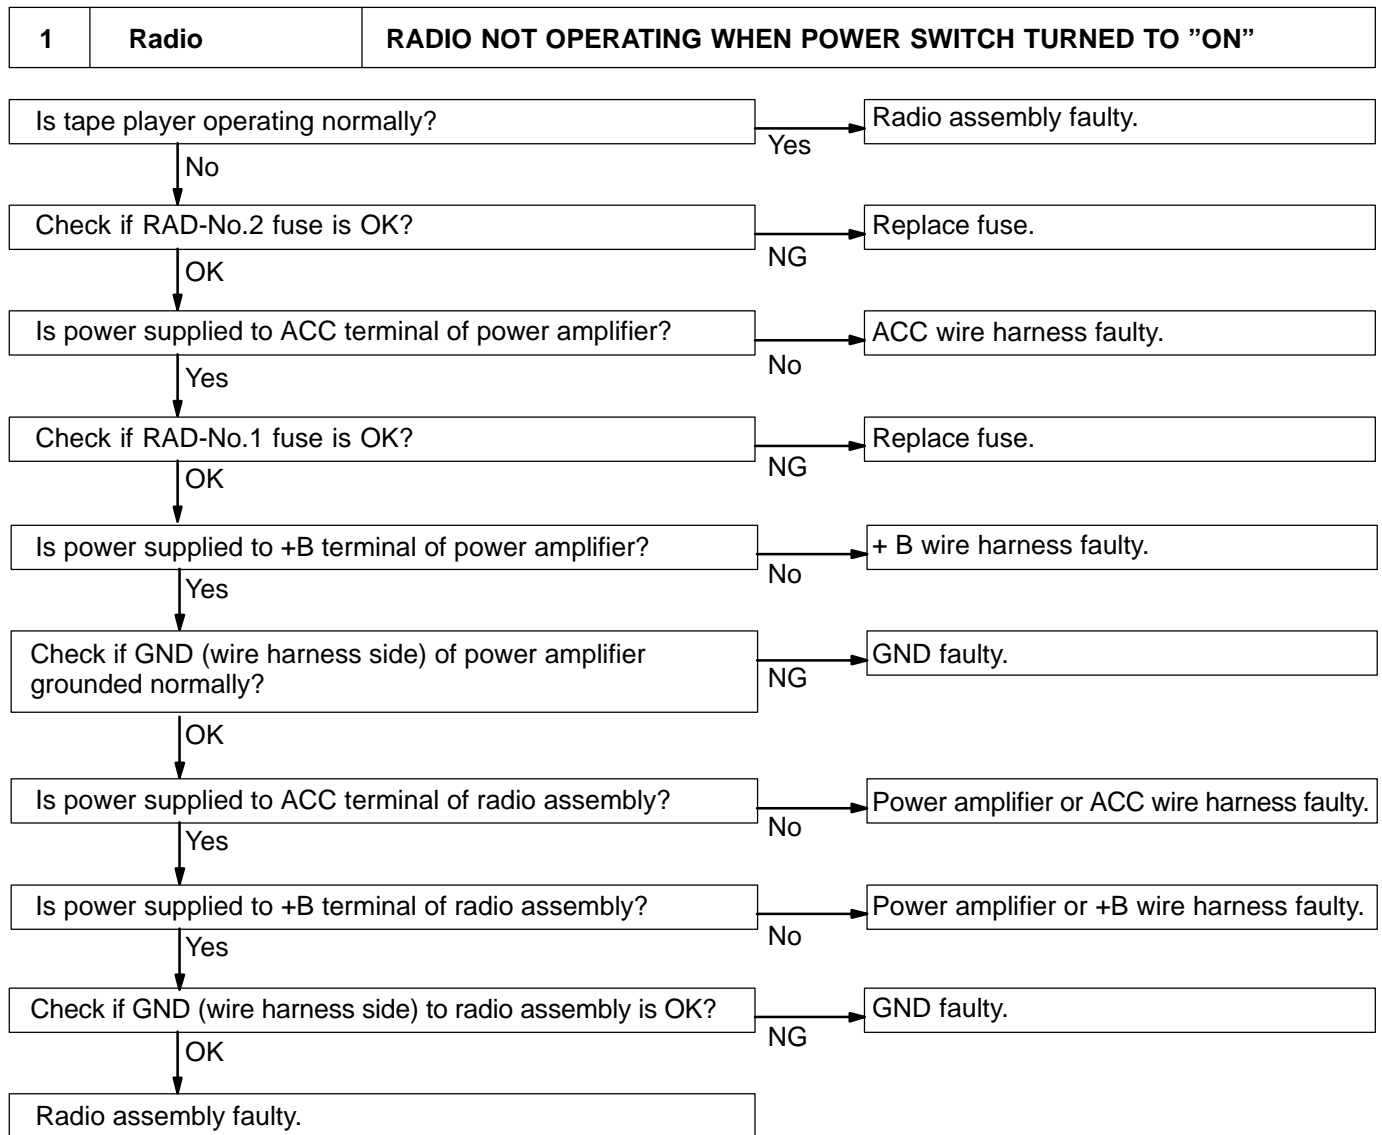 1 Radio RADIO NOT OPERATING WHEN POWER SWITCH TURNED TO ”ON”
Is tape player operating normally?
Radio assembly faulty.
Yes
No
Check if RAD-No.2 fuse is OK?
Replace fuse.
NG
OK
Is power supplied to ACC terminal of power amplifier?
ACC wire harness faulty.
No
Yes
Check if RAD-No.1 fuse is OK?
Replace fuse.
NG
OK
Is power supplied to +B terminal of power amplifier?
+ B wire harness faulty.
No
Yes
Check if GND (wire harness side) of power amplifier
grounded normally?
GND faulty.
NG
OK
Is power supplied to ACC terminal of radio assembly?
Power amplifier or ACC wire harness faulty.
No
Yes
Is power supplied to +B terminal of radio assembly?
Power amplifier or +B wire harness faulty.
No
Yes
Check if GND (wire harness side) to radio assembly is OK?
GND faulty.
NG
OK
Radio assembly faulty.